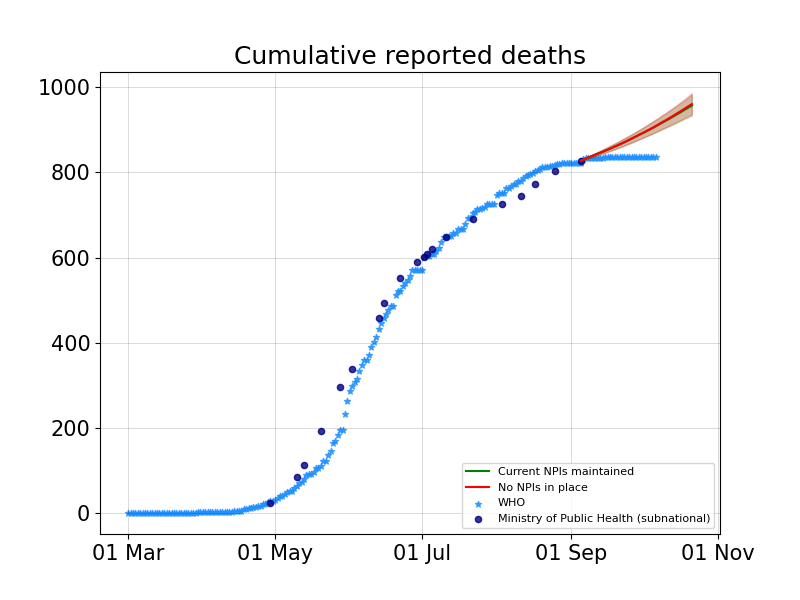 Cumulative reported deaths
1000
800
600
400
200
0
Current NPIs maintained
No NPIs in place
WHO
Ministry of Public Health (subnational)
01 Mar 01 May 01 Jul 01 Sep 01 Nov